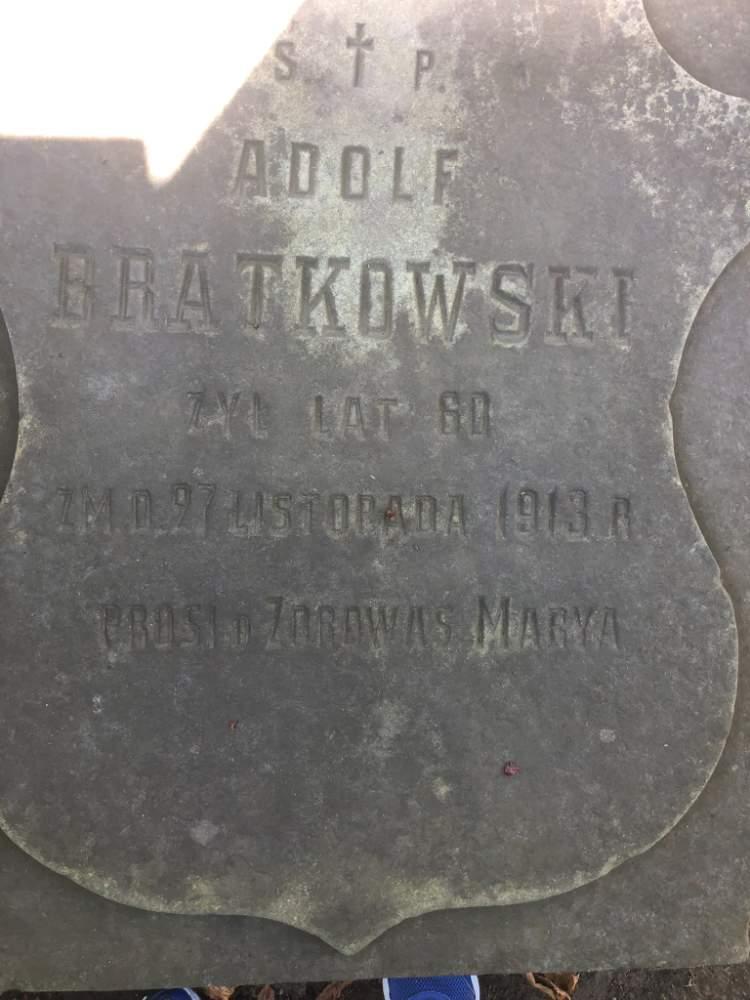 Ś † P.
ADOLF
BRATKOWSKI
ŻYŁ LAT 60
ZM D. 27 LISTOPADA 1913 R.
PROSI O ZDROWAŚ MARYA